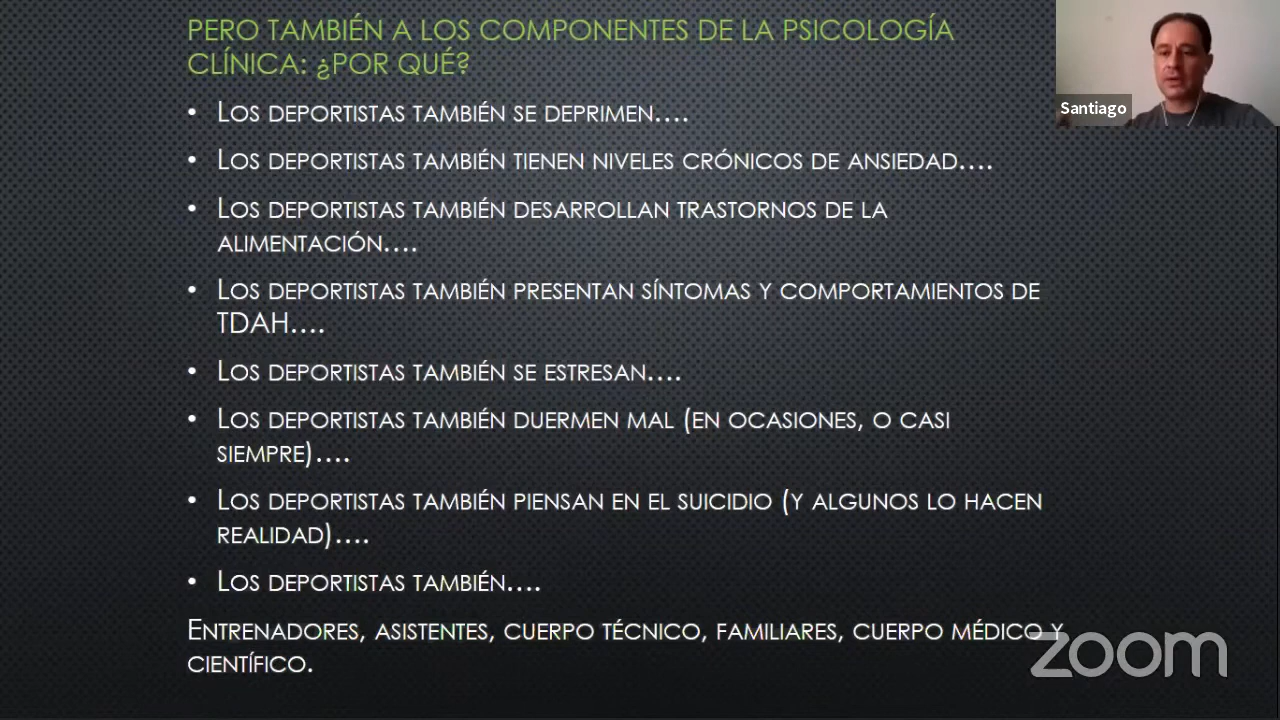 PERO TAMBIÉN A LOS COMPONENTES DE LA PSICOLOGÍA
CLÍNICA: ¿POR QUÉ?
• LOS DEPORTISTAS TAMBIÉN SE DEPRIMEN....
• LOS DEPORTISTAS TAMBIÉN TIENEN NIVELES CRÓNICOS DE ANSIEDAD....
• LOS DEPORTISTAS TAMBIÉN DESARROLLAN TRASTORNOS DE LA
ALIMENTACIÓN....
• LOS DEPORTISTAS TAMBIÉN PRESENTAN SÍNTOMAS Y COMPORTAMIENTOS DE
TDAH....
• LOS DEPORTISTAS TAMBIÉN SE ESTRESAN....
• LOS DEPORTISTAS TAMBIÉN DUERMEN MAL (EN OCASIONES, O CASI
SIEMPRE)....
• LOS DEPORTISTAS TAMBIÉN PIENSAN EN EL SUICIDIO (Y ALGUNOS LO HACEN
REALIDAD)....
• LOS DEPORTISTAS TAMBIÉN....
ENTRENADORES, ASISTENTES, CUERPO TÉCNICO, FAMILIARES, CUERPO MÉDICO Y
CIENTÍFICO.
Santiago
zoom